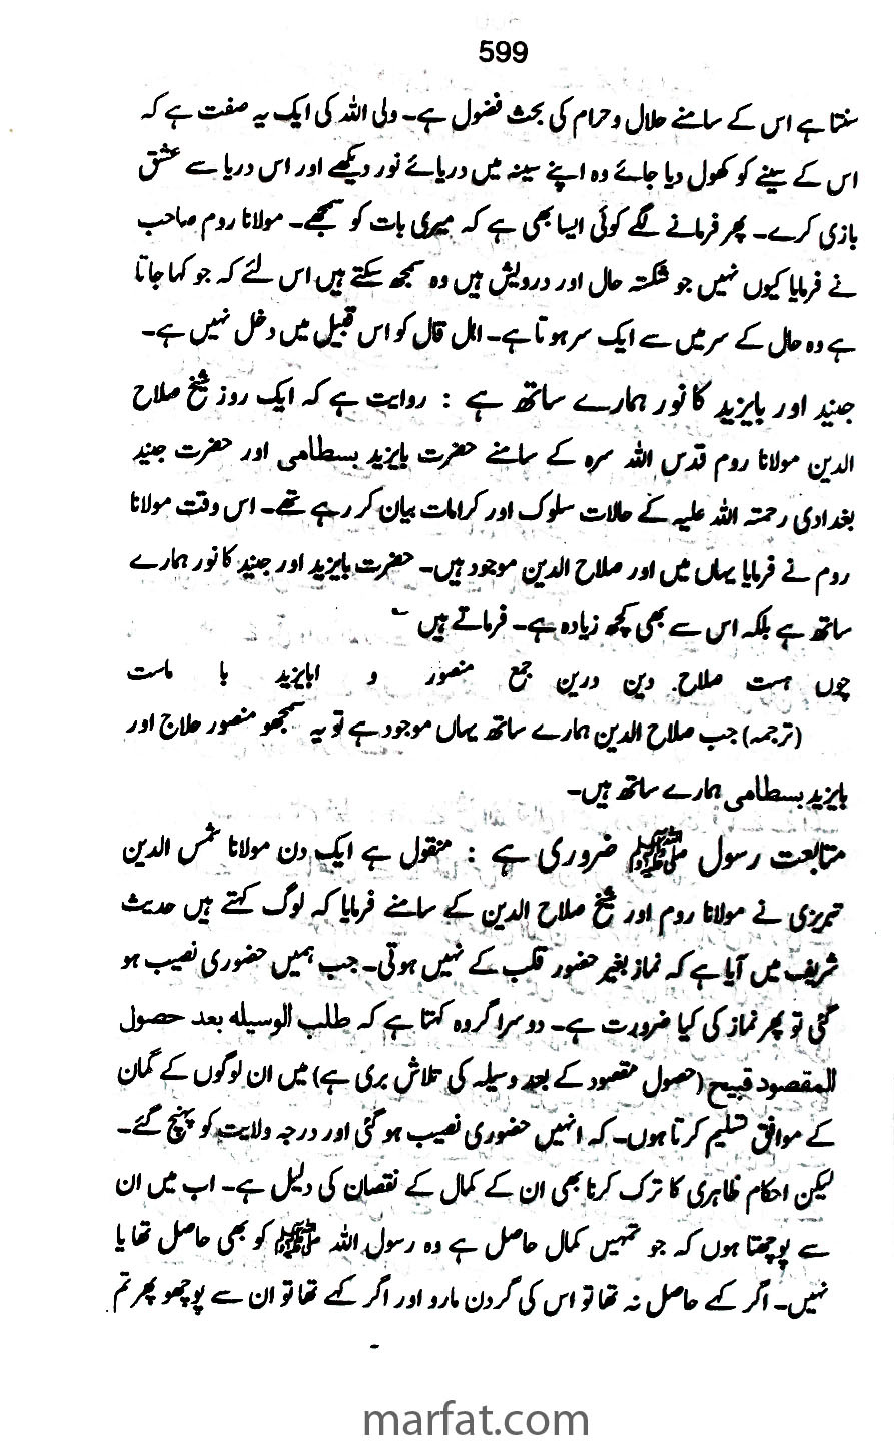 599
سنتا ہے اس کے سامنے حلال و حرام کی بحث فضول ہے۔ ولی اللہ کی ایک یہ صفت ہے کہ
اس کے سینے کو کھول دیا جائے وہ اپنے سینہ میں دریائے نور دیکھے اور اس دریا سے عشق
بازی کرے۔ پھر فرمانے لگے کوئی ایسا بھی ہے کہ میری بات کو سمجھے۔ مولانا روم صاحب
نے فرمایا کیوں نہیں جو شکستہ حال اور درویش ہیں وہ سمجھ سکتے ہیں اس لئے کہ جو کہا جاتا
ہے وہ حال کے سر میں سے ایک سر ہوتا ہے۔ اہل قال کو اس قبیل میں دخل نہیں ہے۔
جنید اور بایزید کا نور ہمارے ساتھ ہے : روایت ہے کہ ایک روز شیخ صلاح
الدین مولانا روم قدس اللہ سرہ کے سامنے حضرت بایزید بسطامی اور حضرت جنید
بغدادی رحمتہ اللہ علیہ کے حالات سلوک اور کرامات بیان کر رہے تھے۔ اس وقت مولانا
روم نے فرمایا یہاں میں اور صلاح الدین موجود ہیں۔ حضرت بایزید اور جنید کا نور ہمارے
ساتھ ہے بلکہ اس سے بھی کچھ زیادہ ہے۔ فرماتے ہیں ؎
چوں ہست صلاح دین درین جمع منصور و ابایزید با ماست
(ترجمہ) جب صلاح الدین ہمارے ساتھ یہاں موجود ہے تو یہ سمجھو منصور حلاج اور
بایزید بسطامی ہمارے ساتھ ہیں۔
متابعت رسول ﷺ ضروری ہے : منقول ہے ایک دن مولانا شمس الدین
تبریزی نے مولانا روم اور شیخ صلاح الدین کے سامنے فرمایا کہ لوگ کہتے ہیں حدیث
شریف میں آیا ہے کہ نماز بغیر حضور قلب کے نہیں ہوتی۔ جب ہمیں حضوری نصیب ہو
گئی تو پھر نماز کی کیا ضرورت ہے۔ دوسرا گروہ کہتا ہے کہ طلب الوسیلہ بعد حصول
المقصود قبیح (حصول مقصود کے بعد وسیلہ کی تلاش بری ہے) میں ان لوگوں کے گمان
کے موافق تسلیم کرتا ہوں۔ کہ انہیں حضوری نصیب ہو گئی اور درجہ ولایت کو پہنچ گئے۔
لیکن احکام ظاہری کا ترک کرنا بھی ان کے کمال کے نقصان کی دلیل ہے۔ اب میں ان
سے پوچھتا ہوں کہ جو تمہیں کمال حاصل ہے وہ رسول اللہ ﷺ کو بھی حاصل تھا یا
نہیں۔ اگر کہے حاصل نہ تھا تو اس کی گردن مارو اور اگر کہے تھا تو ان سے پوچھو پھر تم
marfat.com